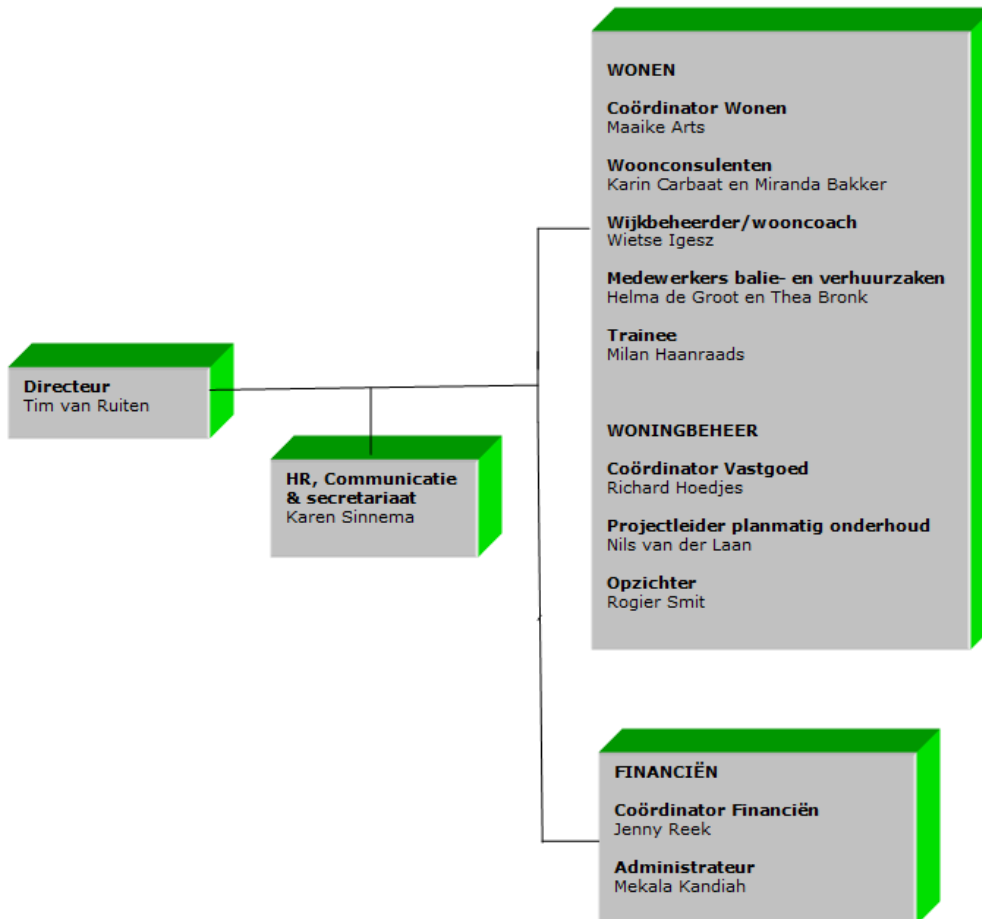 Directeur
Tim van Ruiten
HR, Communicatie
& secretariaat
Karen Sinnema
WONEN
Coördinator Wonen
Maaike Arts
Woonconsulenten
Karin Carbaat en Miranda Bakker
Wijkbeheerder/wooncoach
Wietse Igesz
Medewerkers balie- en verhuurzaken
Helma de Groot en Thea Bronk
Trainee
Milan Haanraads
WONINGBEHEER
Coördinator Vastgoed
Richard Hoedjes
Projectleider planmatig onderhoud
Nils van der Laan
Opzichter
Rogier Smit
FINANCIËN
Coördinator Financiën
Jenny Reek
Administrateur
Mekala Kandiah